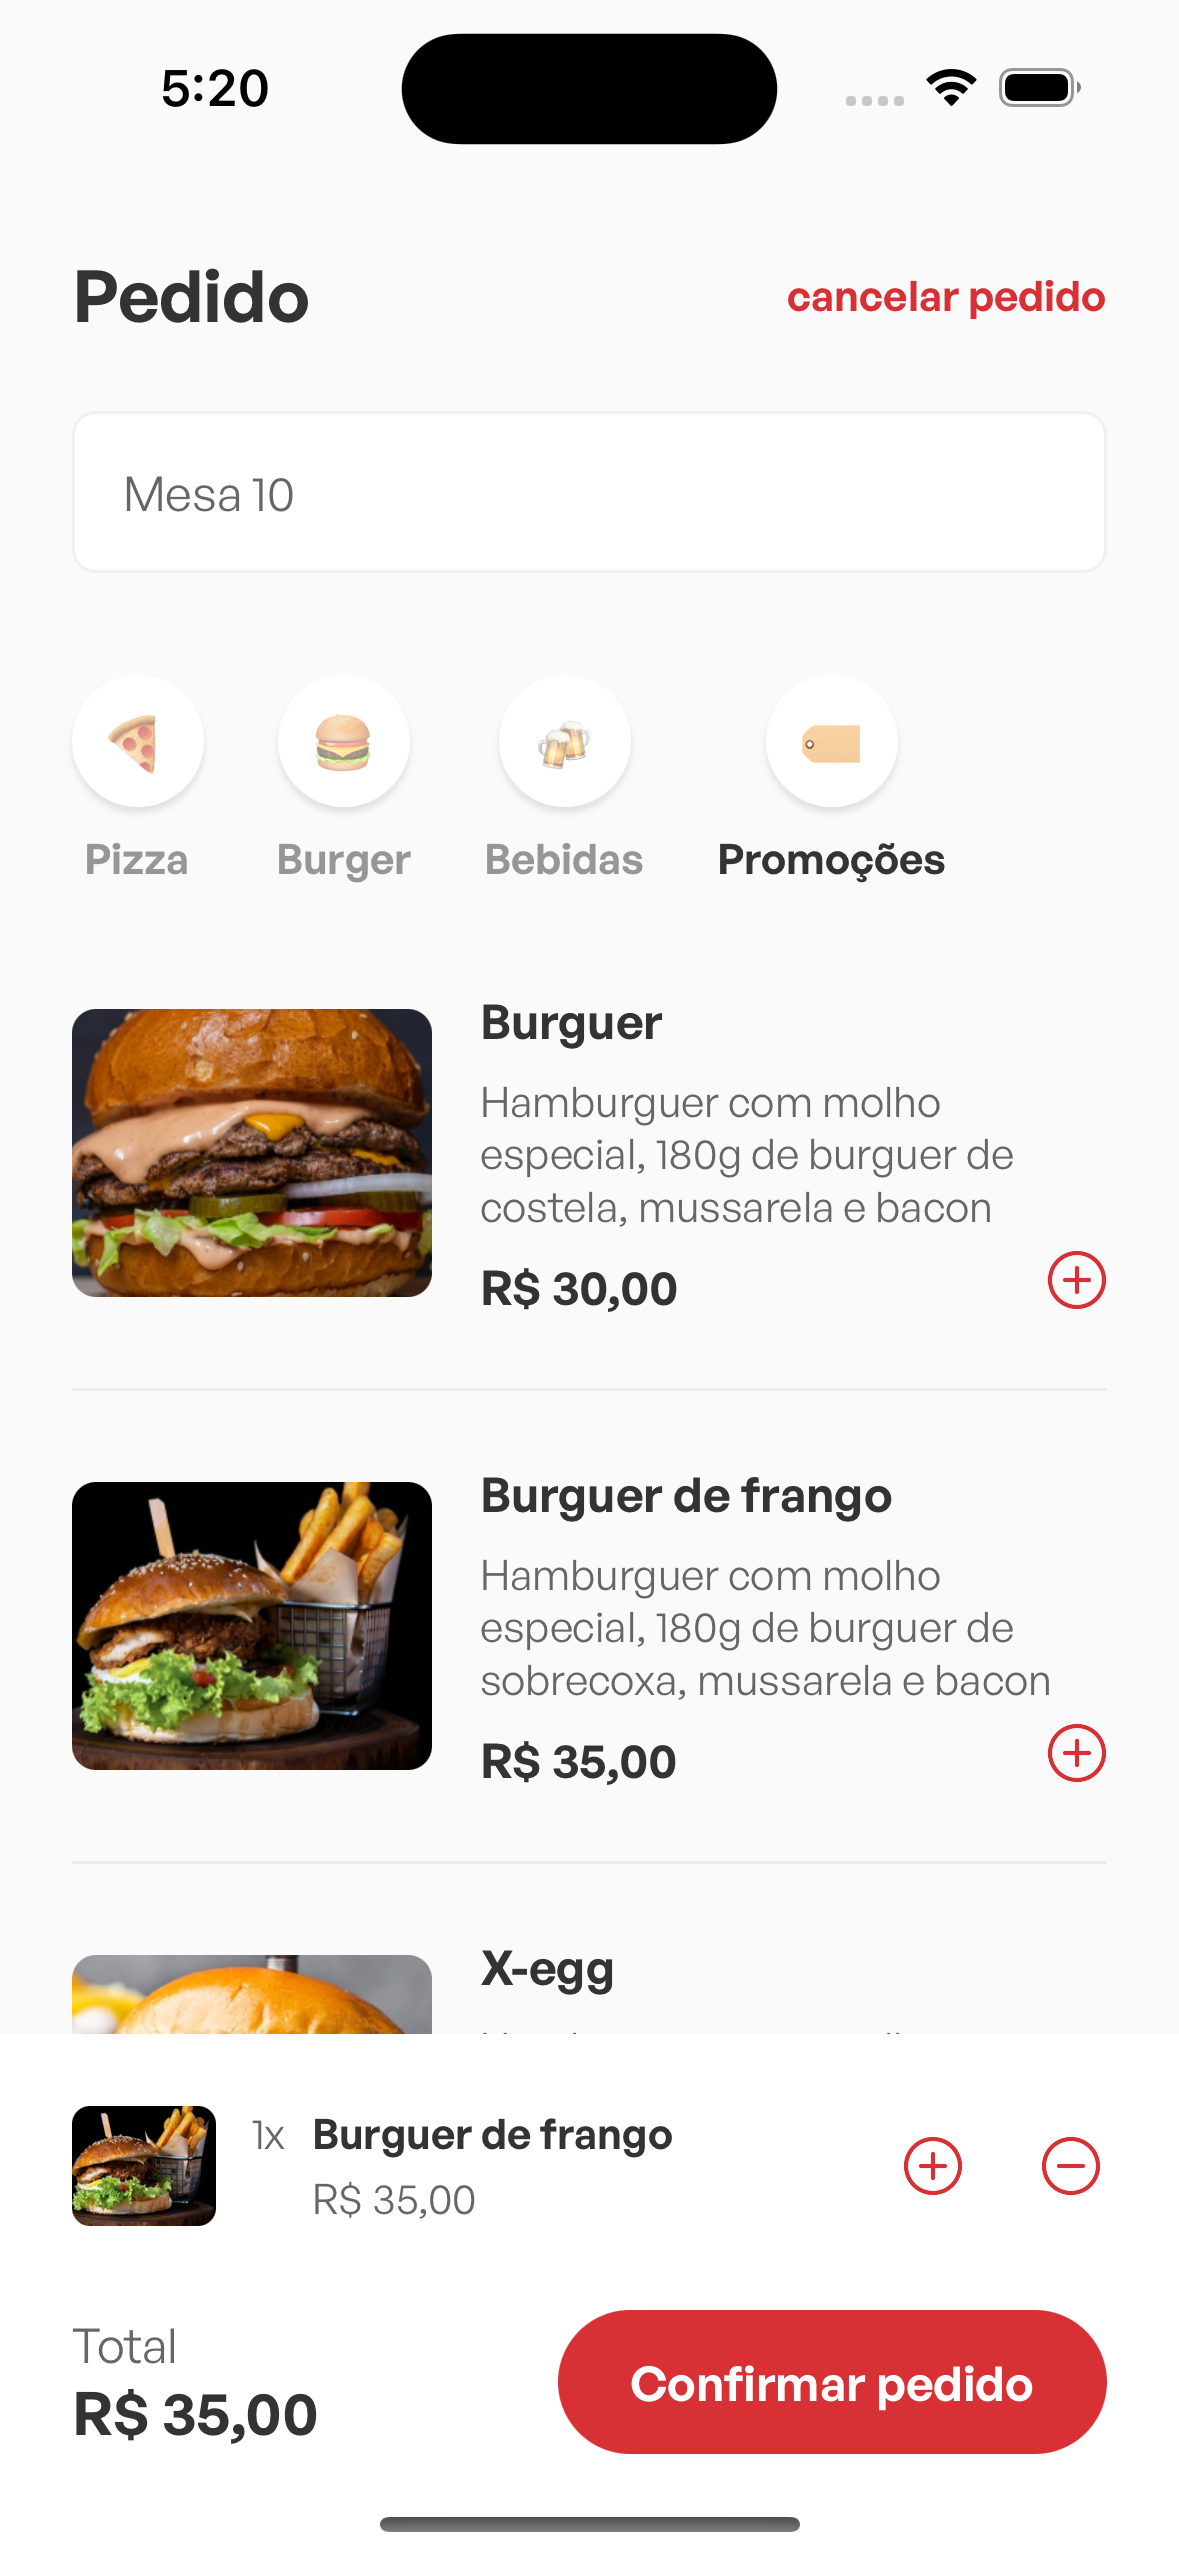 5:20
Pedido
cancelar pedido
Mesa 10
Pizza
Burger
Bebidas
Promoções
Burguer
Hamburguer com molho
especial, 180g de burguer de
costela, mussarela e bacon
R$ 30,00
Burguer de frango
Hamburguer com molho
especial, 180g de burguer de
sobrecoxa, mussarela e bacon
R$ 35,00
X-egg
1x Burguer de frango
R$ 35,00
Total
R$ 35,00
Confirmar pedido